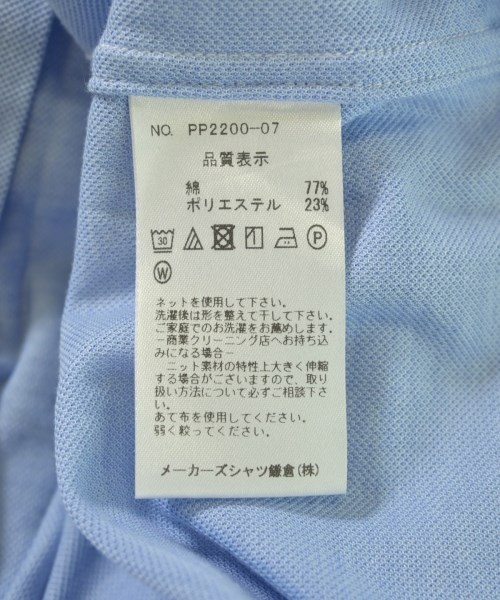 NO. PP2200-07
品質表示
綿 77%
ポリエステル 23%
30 P
W
ネットを使用して下さい。
洗濯後は形を整えて干して下さい。
ご家庭でのお洗濯をお薦めします。
-商業クリーニング店へお持ち込
みになる場合-
ニット素材の特性上大きく伸縮
する場合がございますので、取り
扱い方法について必ずご相談下さ
い。
あて布を使用してください。
弱く絞ってください。
メーカーズシャツ鎌倉(株)